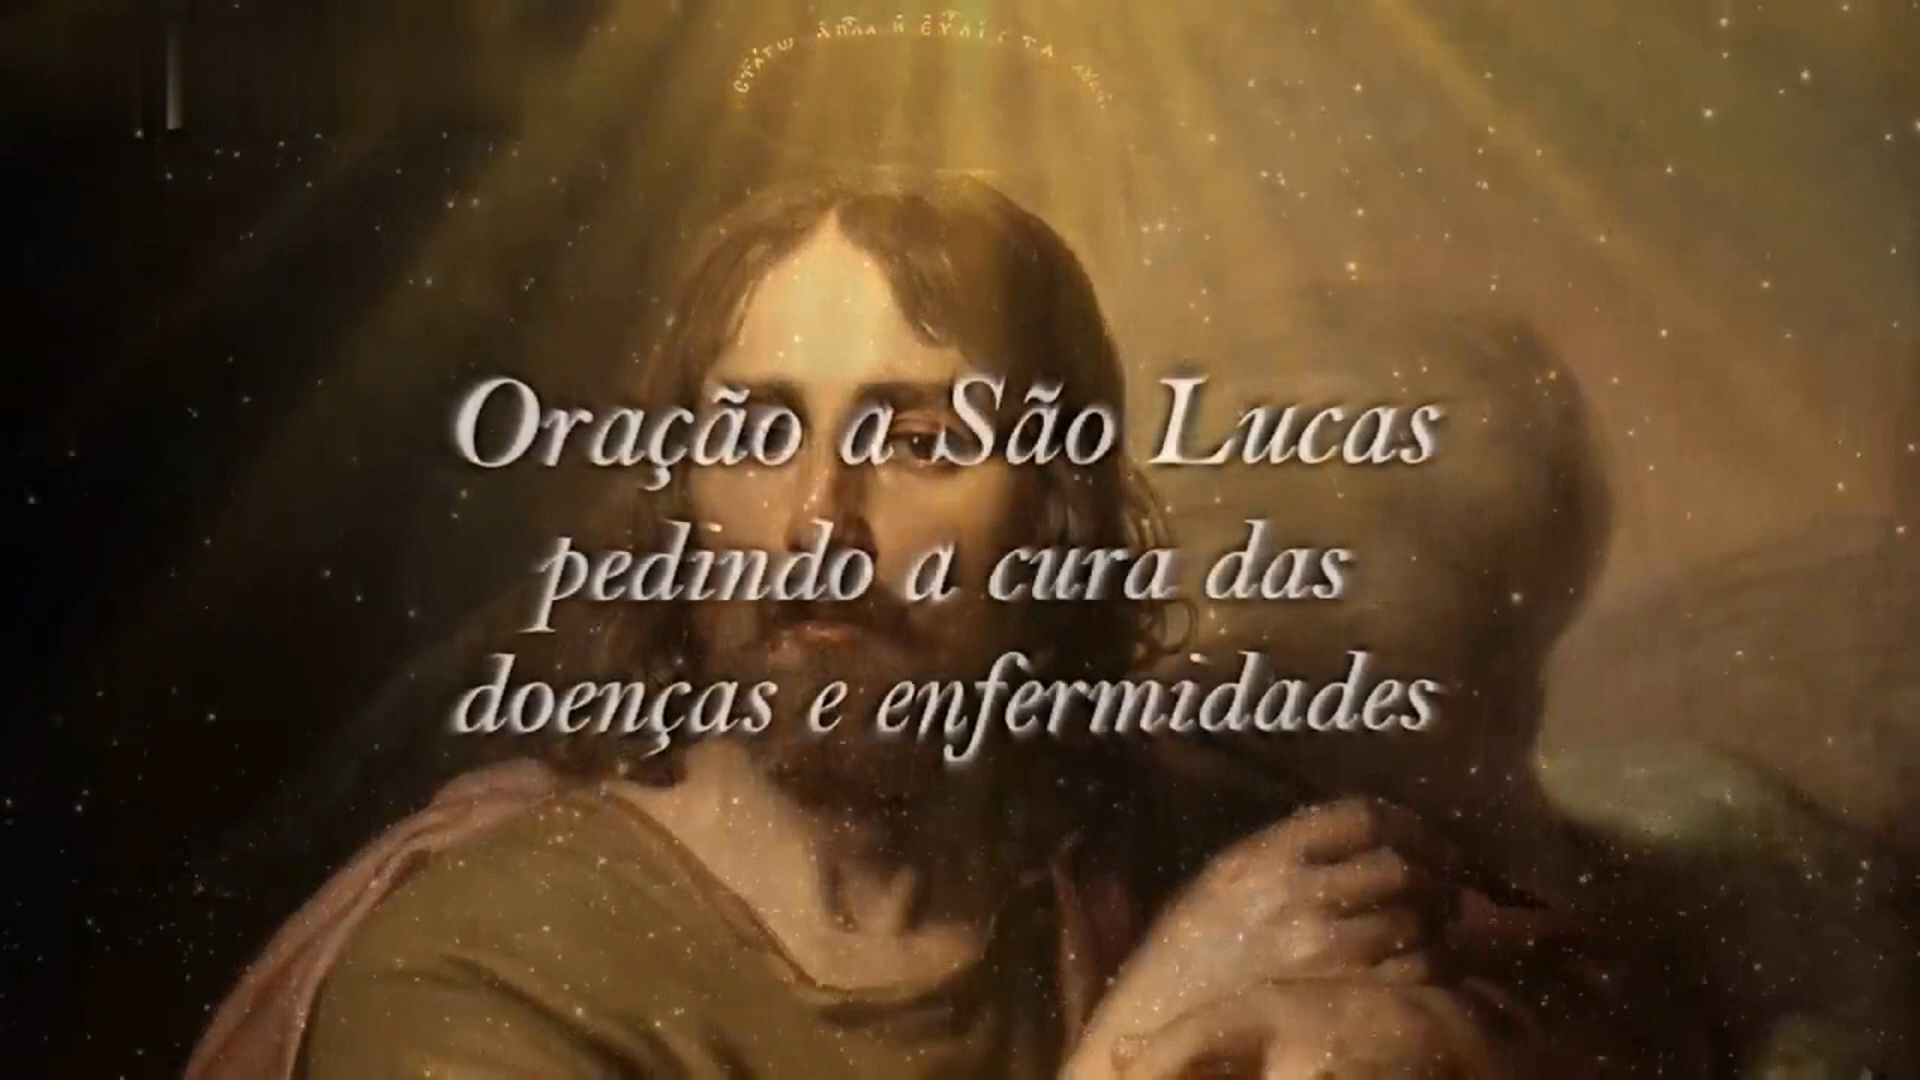 Oração a São Lucas
pedindo a cura das
doenças e enfermidades